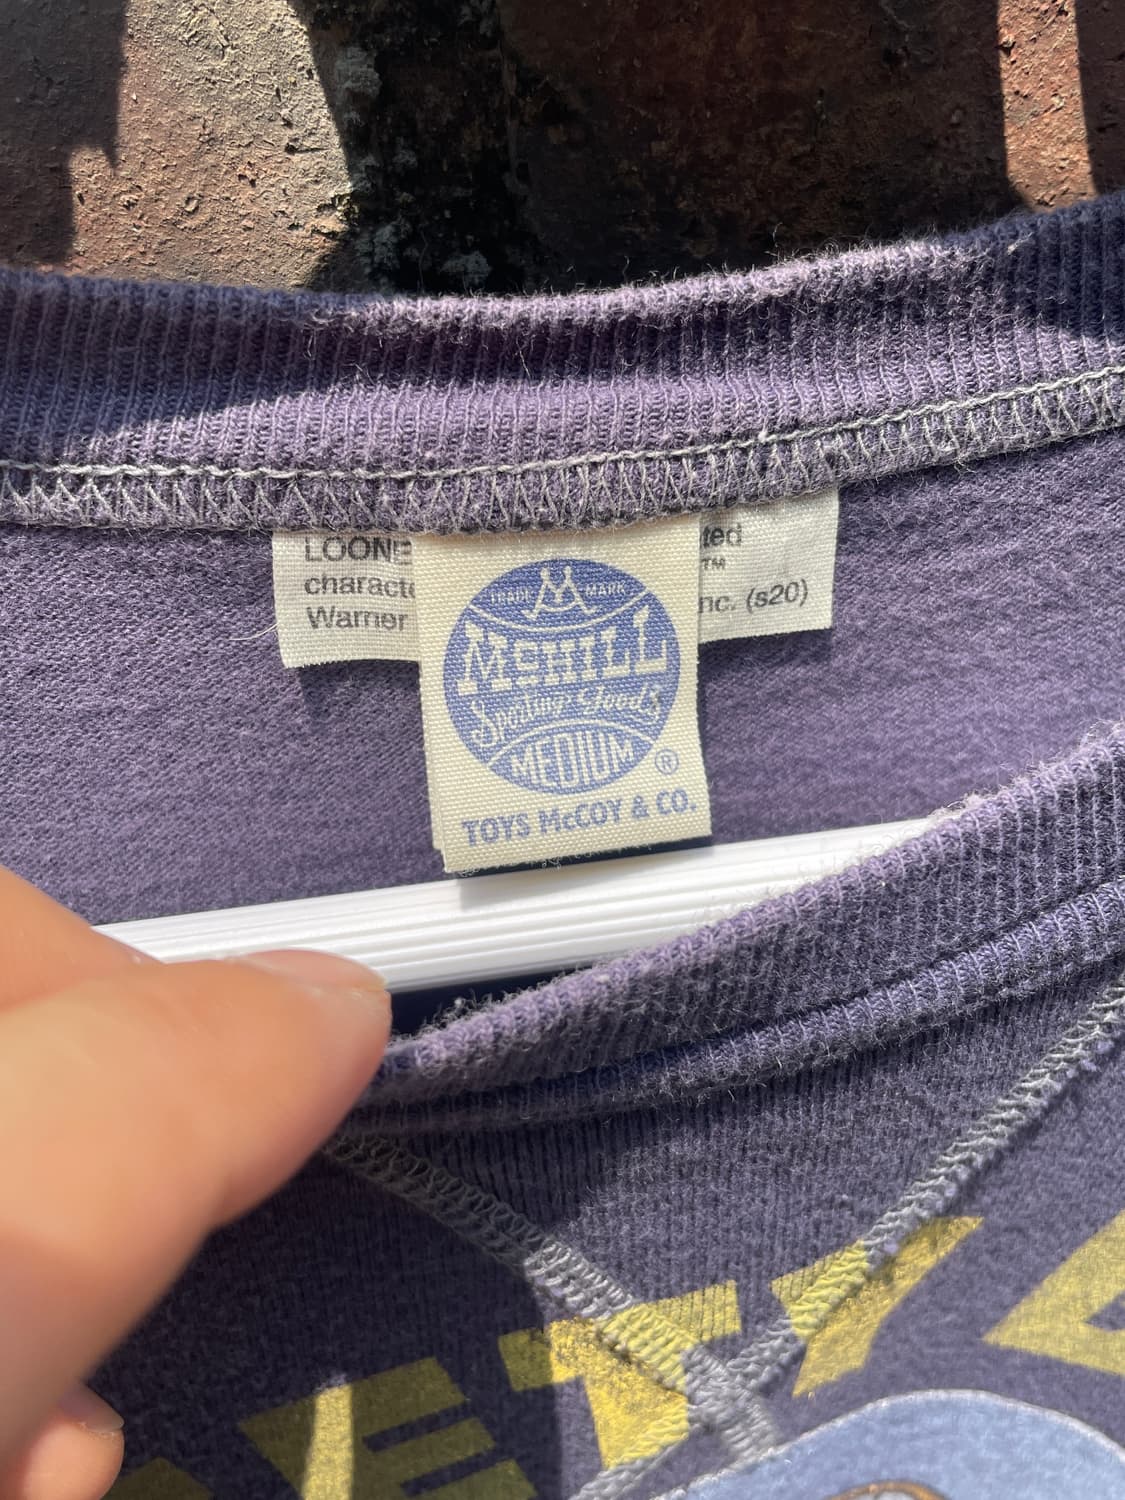 LOONE
characte
Warner
ted
™
nc. (s20)
TRADE MARK
McHILL
Sporting Goods
MEDIUM
®
TOYS McCOY & CO.